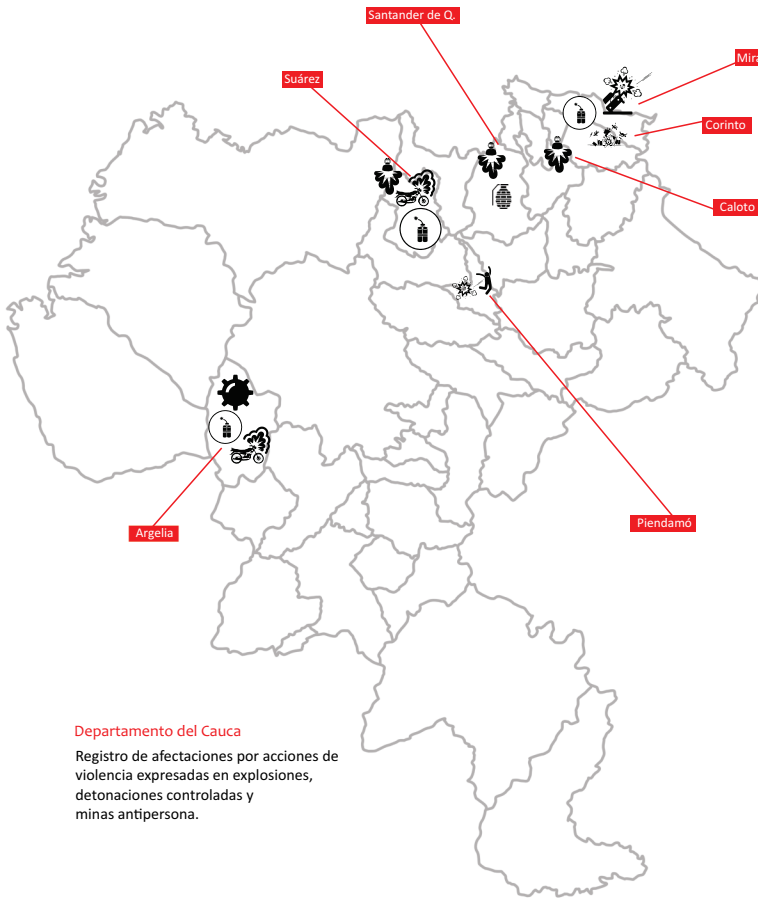 Santander de Q.
Mira
Suárez
Corinto
Caloto
Argelia
Piendamó
Departamento del Cauca
Registro de afectaciones por acciones de
violencia expresadas en explosiones,
detonaciones controladas y
minas antipersona.